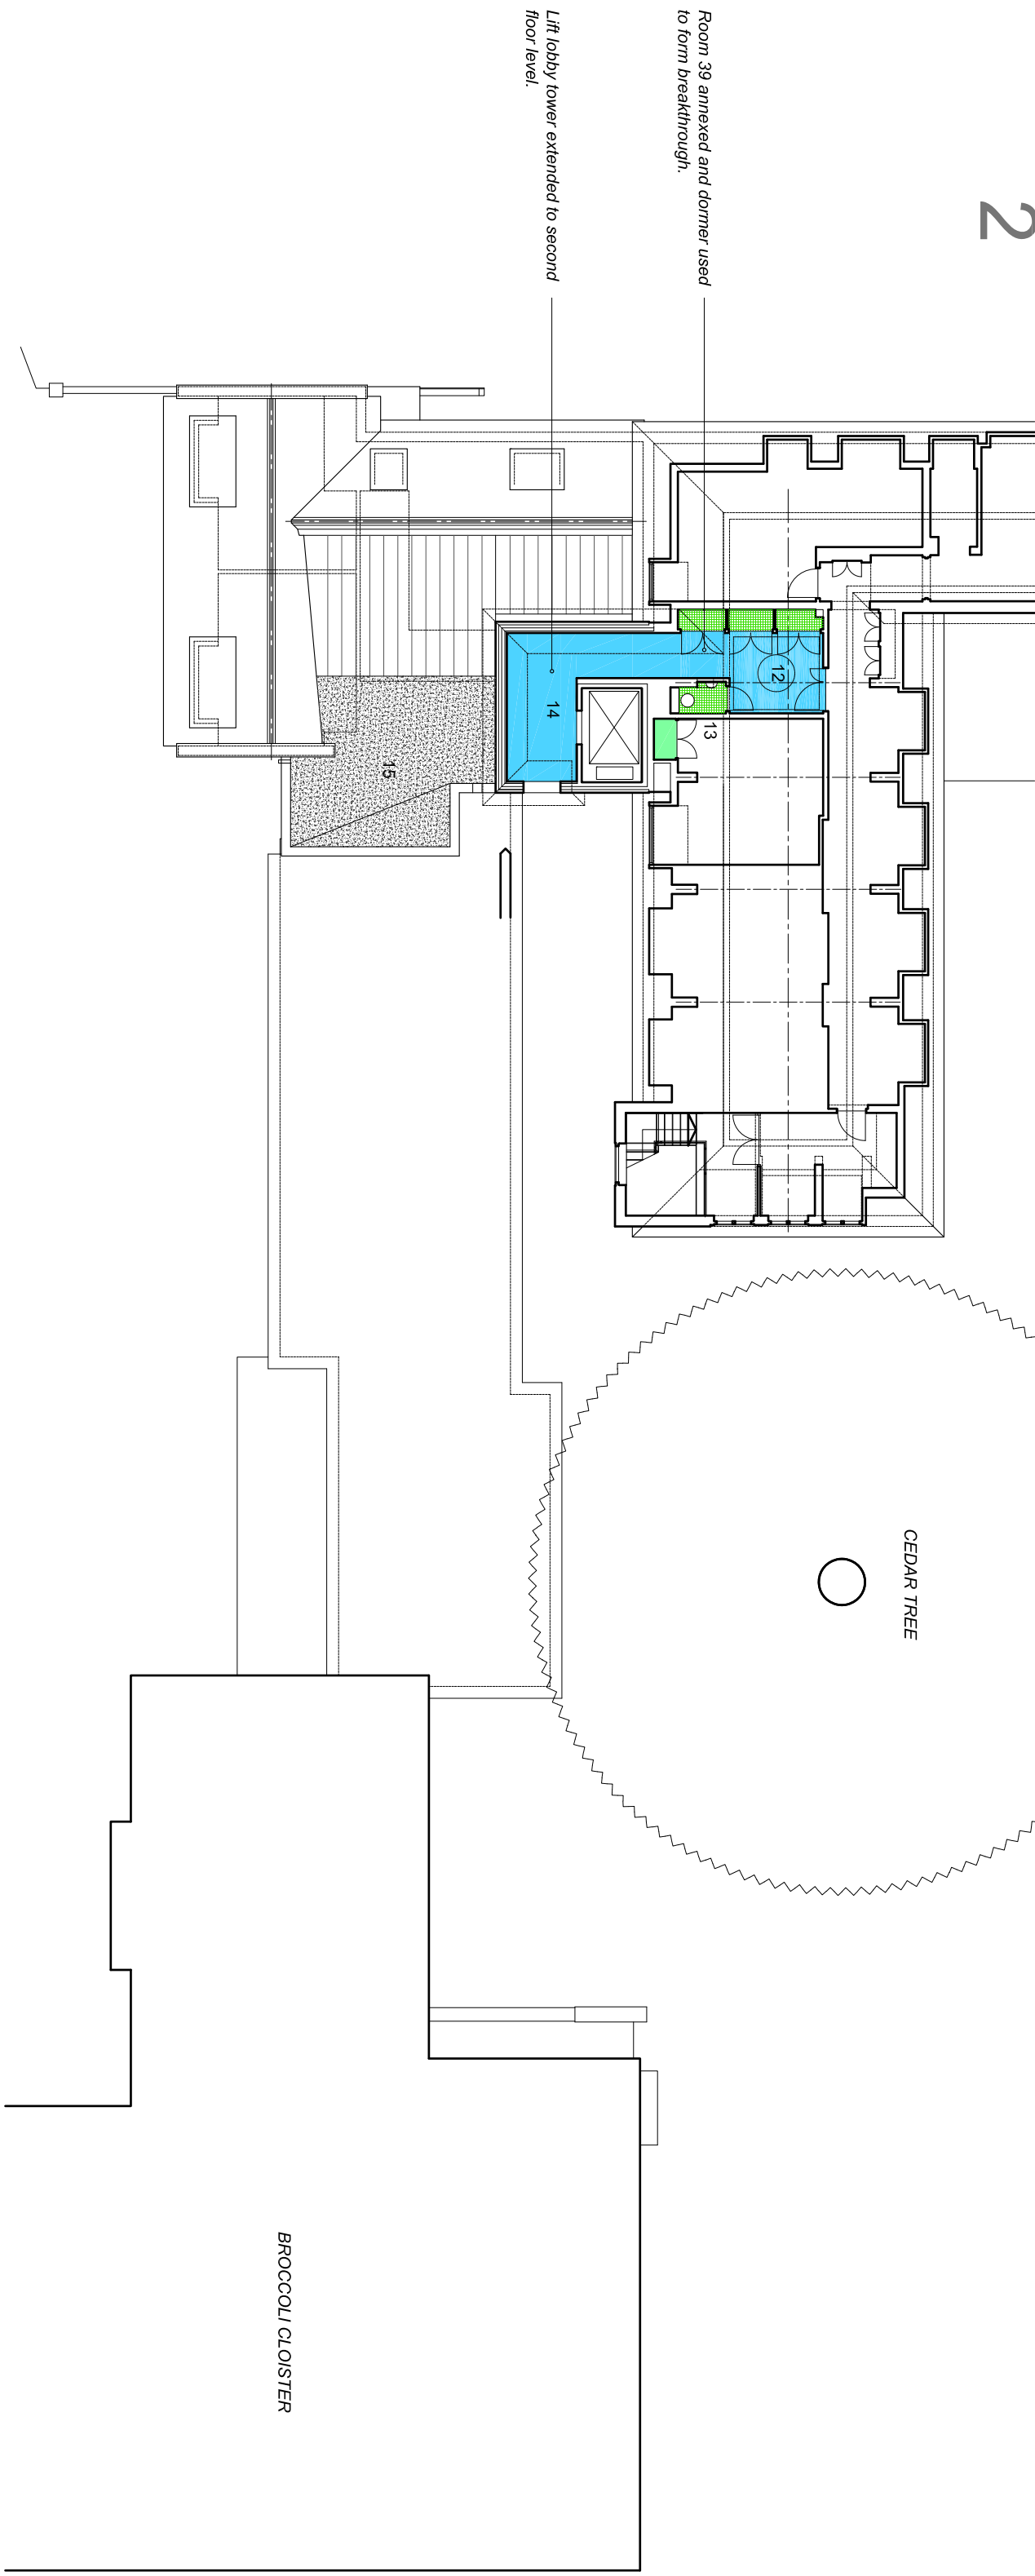 2
Room 39 annexed and dormer used
to form breakthrough.
Lift lobby tower extended to second
floor level.
12
13
14
15
CEDAR TREE
BROCCOLI CLOISTER